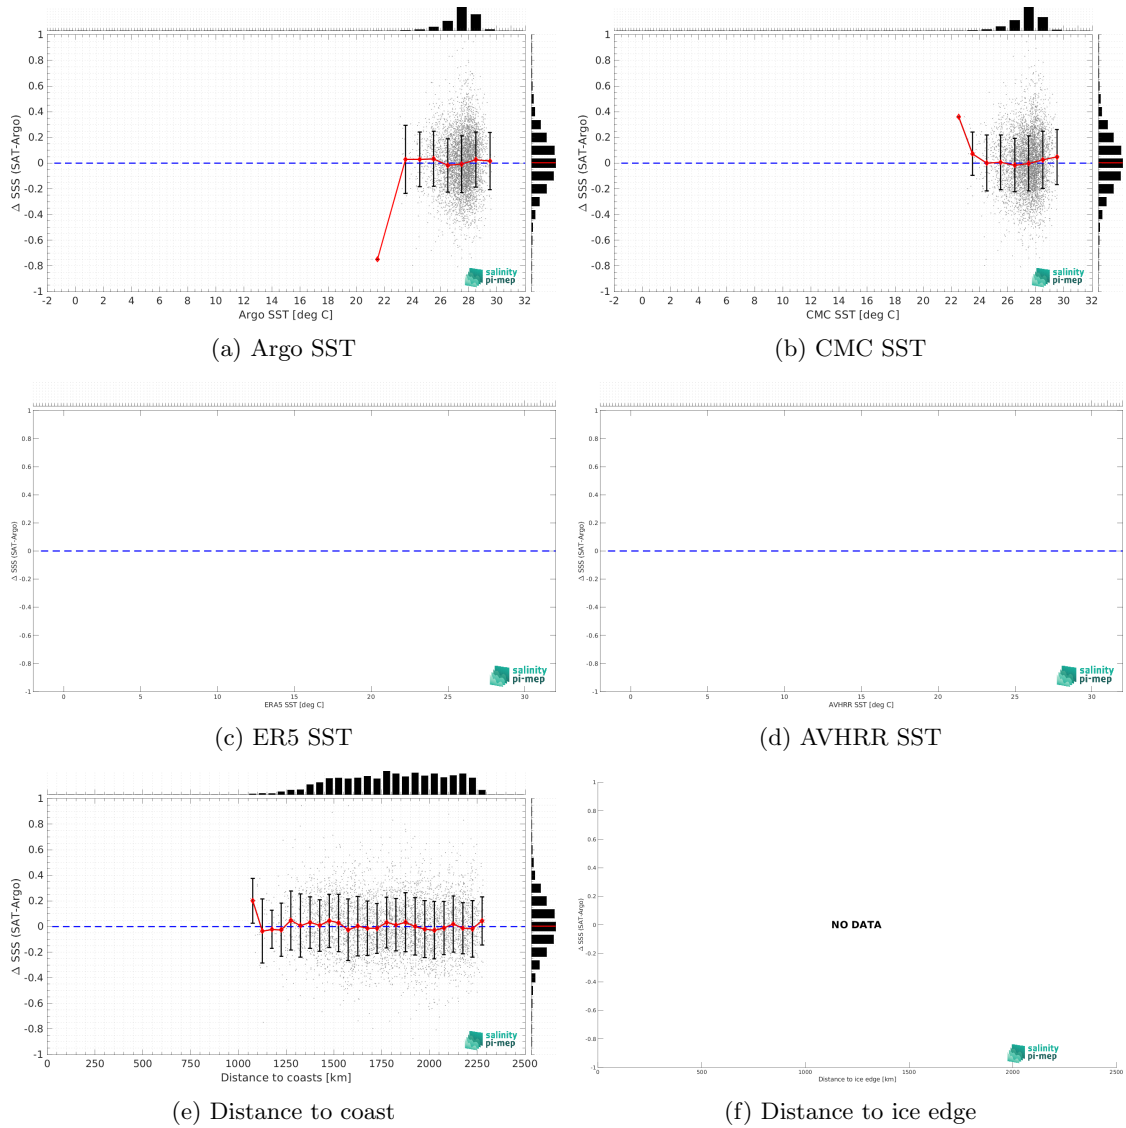 1
0.8
0.6
0.4
0.2
0
-0.2
-0.4
-0.6
-0.8
-1
Δ SSS (SAT-Argo)
-2 0 2 4 6 8 10 12 14 16 18 20 22 24 26 28 30 32
Argo SST [deg C]
salinity
pi-mep
(a) Argo SST
1
0.8
0.6
0.4
0.2
0
-0.2
-0.4
-0.6
-0.8
-1
Δ SSS (SAT-Argo)
-2 0 2 4 6 8 10 12 14 16 18 20 22 24 26 28 30 32
CMC SST [deg C]
salinity
pi-mep
(b) CMC SST
1
0.8
0.6
0.4
0.2
0
-0.2
-0.4
-0.6
-0.8
-1
Δ SSS (SAT-Argo)
0 5 10 15 20 25 30
ERA5 SST [deg C]
salinity
pi-mep
(c) ER5 SST
1
0.8
0.6
0.4
0.2
0
-0.2
-0.4
-0.6
-0.8
-1
Δ SSS (SAT-Argo)
0 5 10 15 20 25 30
AVHRR SST [deg C]
salinity
pi-mep
(d) AVHRR SST
1
0.8
0.6
0.4
0.2
0
-0.2
-0.4
-0.6
-0.8
-1
Δ SSS (SAT-Argo)
0 250 500 750 1000 1250 1500 1750 2000 2250 2500
Distance to coasts [km]
salinity
pi-mep
(e) Distance to coast
1
0.8
0.6
0.4
0.2
0
-0.2
-0.4
-0.6
-0.8
-1
Δ SSS (SAT-Argo)
NO DATA
0 500 1000 1500 2000 2500
Distance to ice edge [km]
salinity
pi-mep
(f) Distance to ice edge